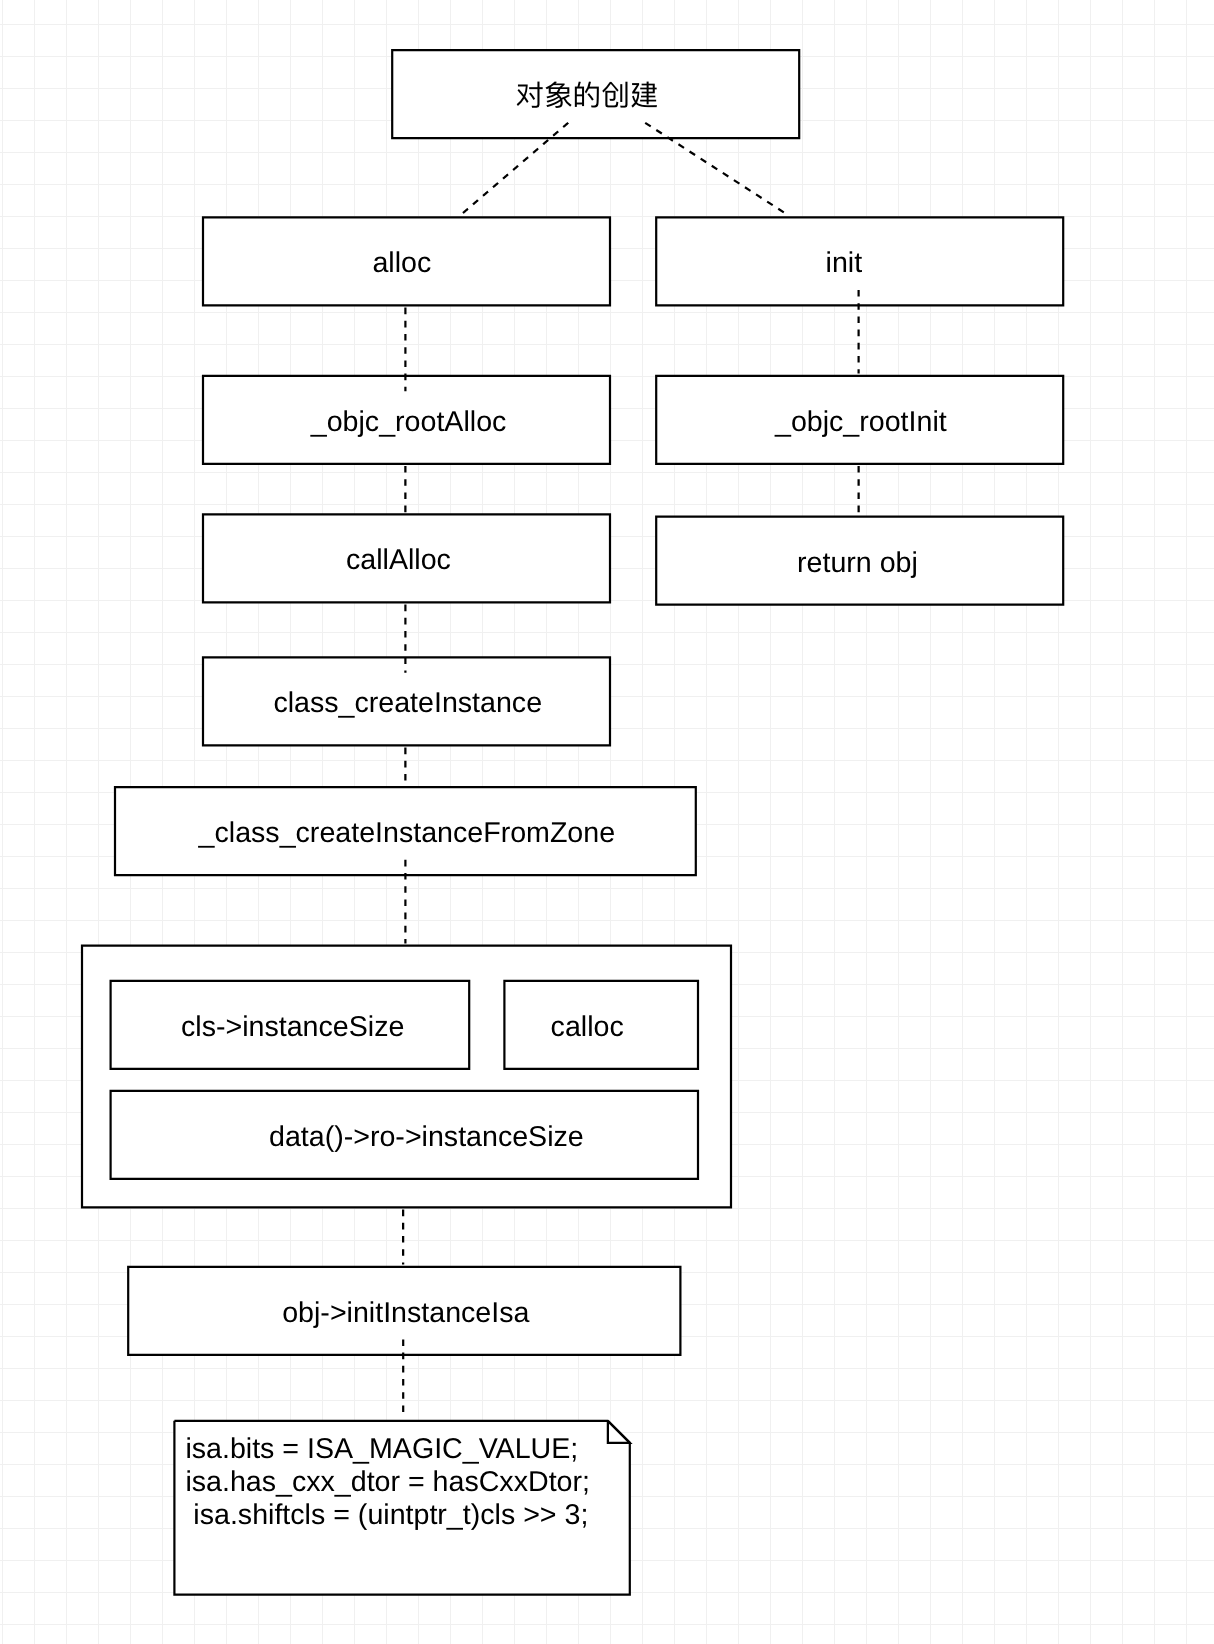 对象的创建
alloc
init
_objc_rootAlloc
_objc_rootInit
callAlloc
return obj
class_createInstance
_class_createInstanceFromZone
cls->instanceSize
calloc
data()->ro->instanceSize
obj->initInstanceIsa
isa.bits = ISA_MAGIC_VALUE;
isa.has_cxx_dtor = hasCxxDtor;
isa.shiftcls = (uintptr_t)cls >> 3;